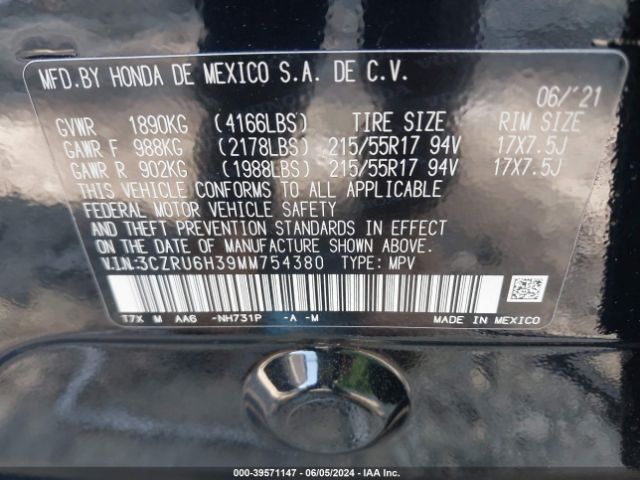 MFD.BY HONDA DE MEXICO S.A. DE C.V.
06/'21
GVWR 1890KG (4166LBS) TIRE SIZE RIM SIZE
GAWR F 988KG (2178LBS) 215/55R17 94V 17X7.5J
GAWR R 902KG (1988LBS) 215/55R17 94V 17X7.5J
THIS VEHICLE CONFORMS TO ALL APPLICABLE
FEDERAL MOTOR VEHICLE SAFETY
AND THEFT PREVENTION STANDARDS IN EFFECT
ON THE DATE OF MANUFACTURE SHOWN ABOVE.
V.I.N.:3CZRU6H39MM754380 TYPE: MPV
T7X M AA6 -NH731P -A -M
MADE IN MEXICO
000-39571147 - 06/05/2024 - IAA Inc.